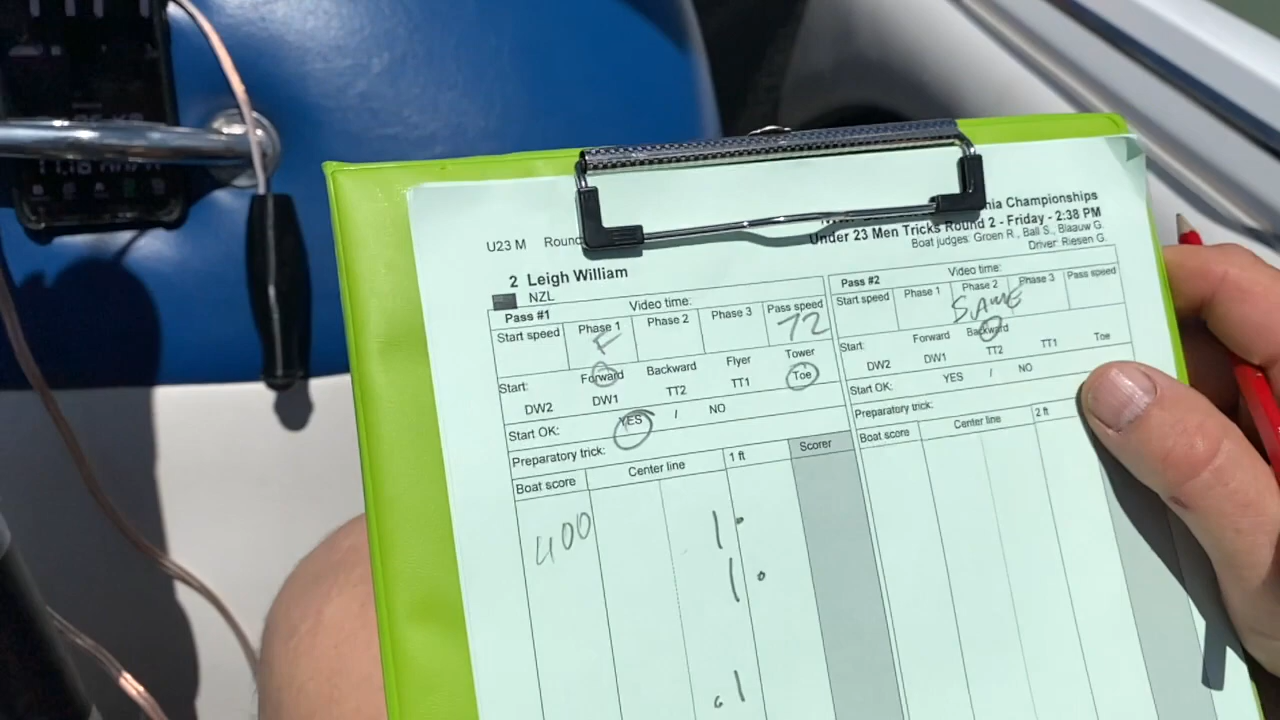 nia Championships
Under 23 Men Tricks Round 2 - Friday - 2:38 PM
Boat judges: Groen R., Ball S., Blaauw G.
Driver: Riesen G.
U23 M Round
2 Leigh William
NZL
Pass #1 Video time:
Start speed Phase 1 Phase 2 Phase 3 Pass speed
F 72
Start: Forward Backward Flyer Tower
DW2 DW1 TT2 TT1 Toe
Start OK: YES / NO
Preparatory trick:
Boat score Center line 1 ft Scorer
400
Pass #2 Video time:
Start speed Phase 1 Phase 2 Phase 3 Pass speed
SAME
Start: Forward Backward
DW2 DW1 TT2 TT1 Toe
Start OK: YES / NO
Preparatory trick:
Boat score Center line 2 ft